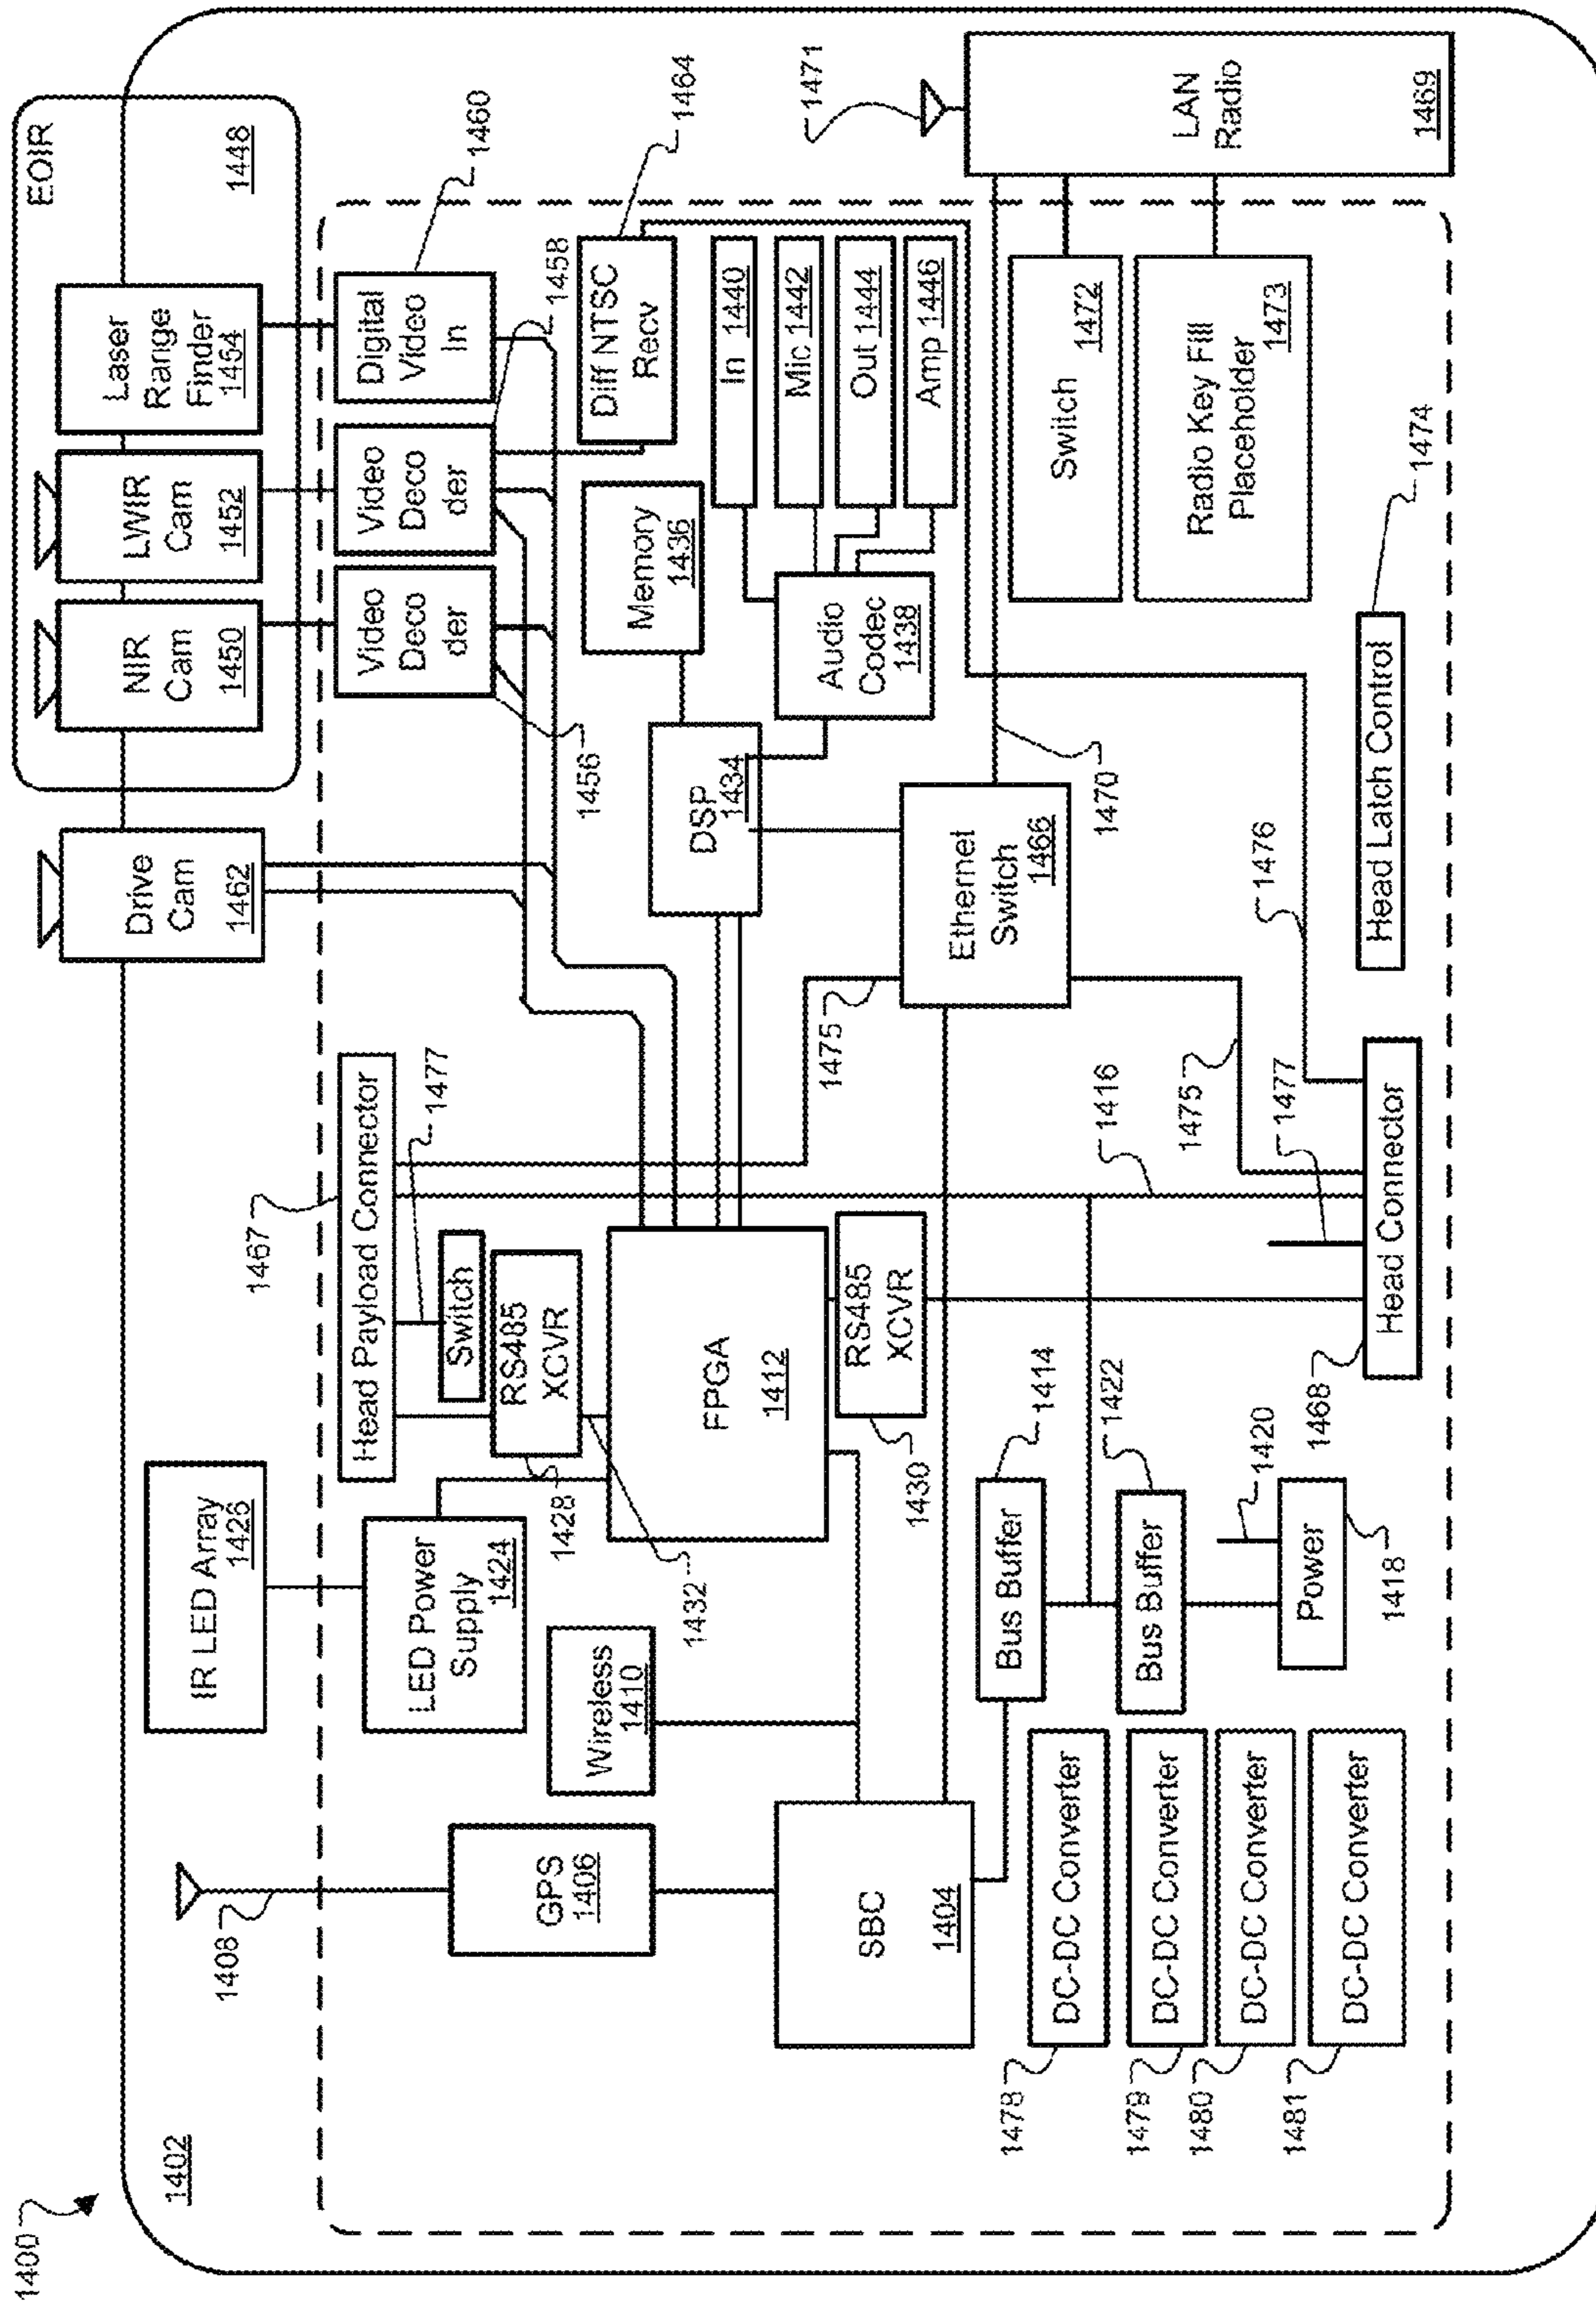 1400
1402
EOIR
1448
Laser
Range
Finder
1454
LWIR
Cam
1452
NIR
Cam
1450
Drive
Cam
1462
IR LED Array
1426
1408
1467
Head Payload Connector
1477
Switch
Digital
Video
In
1460
Video
Deco
der
1458
Video
Deco
der
1456
Diff NTSC
Recv
1464
LED Power
Supply
1424
RS485
XCVR
1428
1432
GPS
1406
Wireless
1410
FPGA
1412
DSP
1434
Memory
1436
In 1440
Mic 1442
Out 1444
Amp 1446
Audio
Codec
1438
RS485
XCVR
1430
SBC
1404
Ethernet
Switch
1466
1475
1470
1471
LAN
Radio
1469
Switch
1472
Radio Key Fill
Placeholder
1473
Bus Buffer
1414
Bus Buffer
1422
1416
1475
1477
1476
1474
Head Latch Control
Power
1418
1420
1468
Head Connector
DC-DC Converter
1478
DC-DC Converter
1479
DC-DC Converter
1480
DC-DC Converter
1481